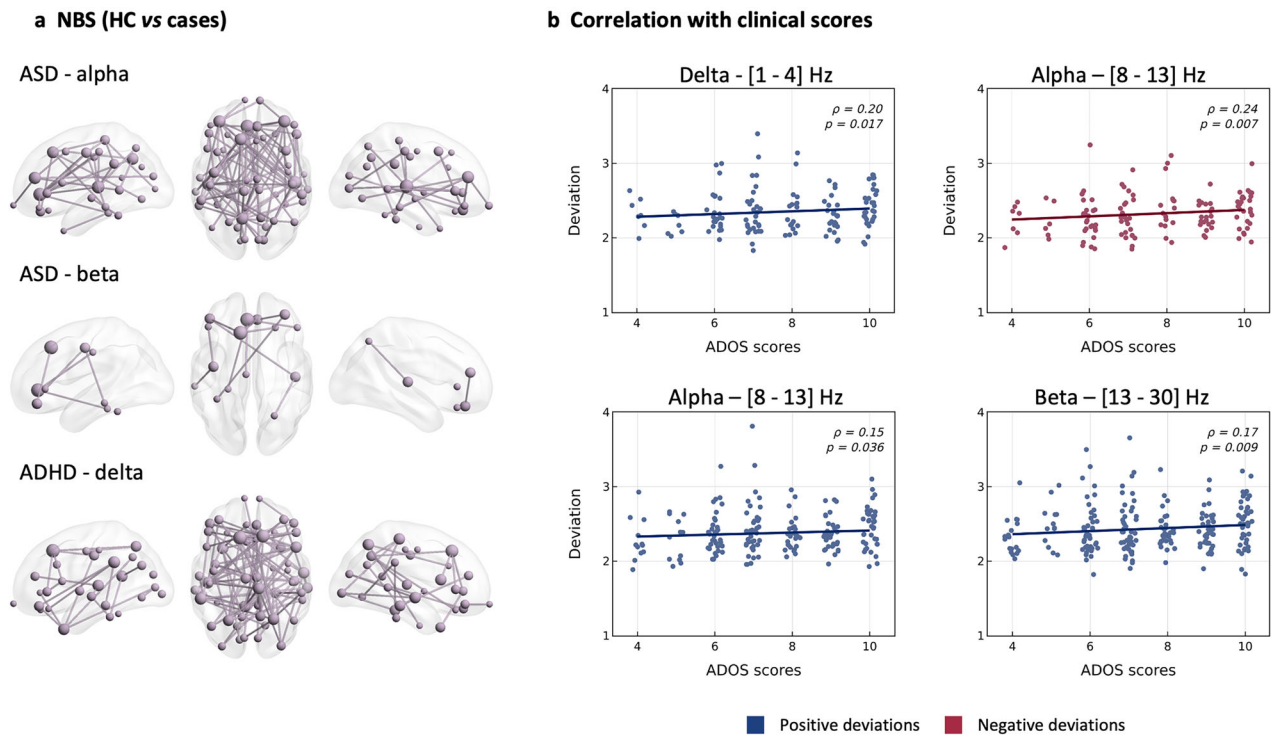 a NBS (HC vs cases)
ASD - alpha
ASD - beta
ADHD - delta
b Correlation with clinical scores
Delta - [1 - 4] Hz
ρ = 0.20
p = 0.017
4
3
2
1
Deviation
4 6 8 10
ADOS scores
Alpha – [8 - 13] Hz
ρ = 0.24
p = 0.007
4
3
2
1
Deviation
4 6 8 10
ADOS scores
Alpha – [8 - 13] Hz
ρ = 0.15
p = 0.036
4
3
2
1
Deviation
4 6 8 10
ADOS scores
Beta – [13 - 30] Hz
ρ = 0.17
p = 0.009
4
3
2
1
4 6 8 10
ADOS scores
Positive deviations
Negative deviations